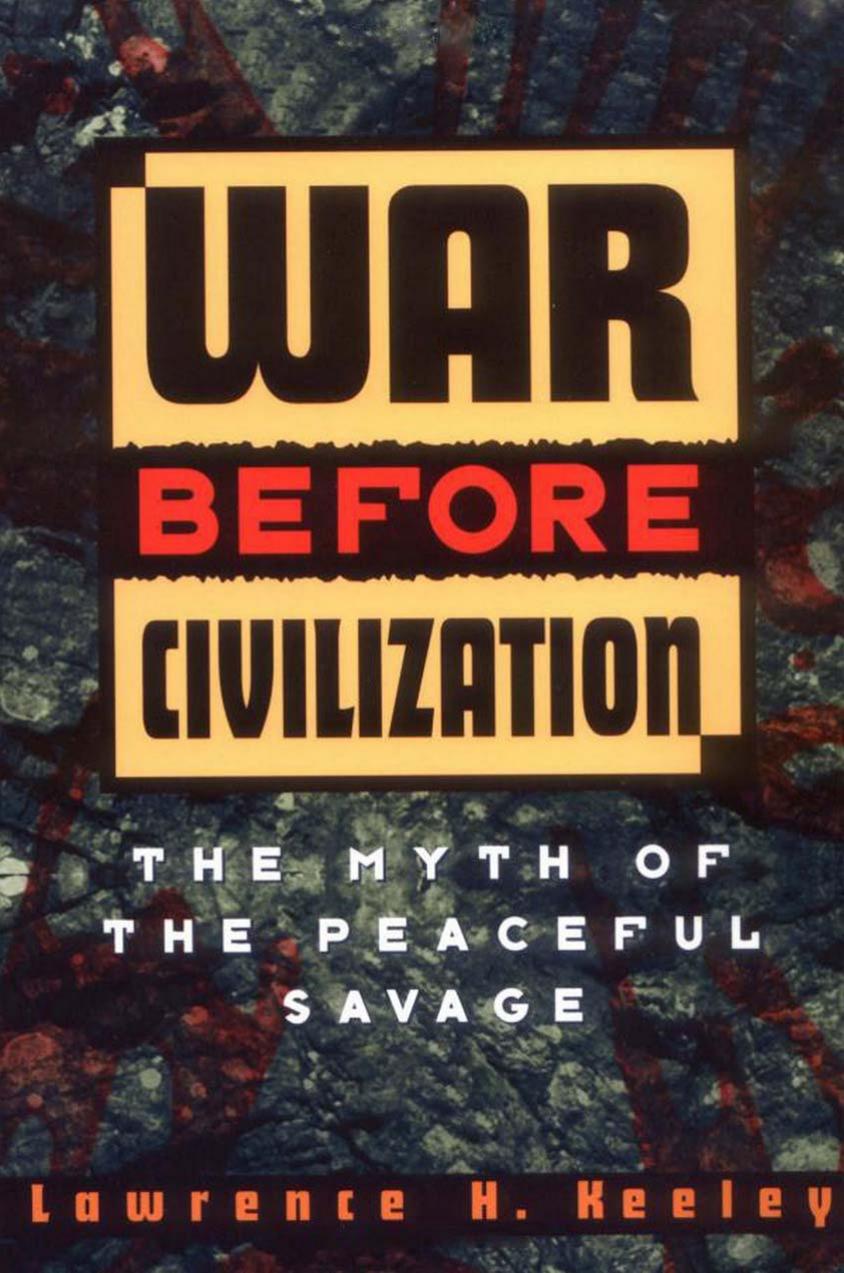 WAR
BEFORE
CIVILIZATION
THE MYTH OF
THE PEACEFUL
SAVAGE
Lawrence H. Keeley